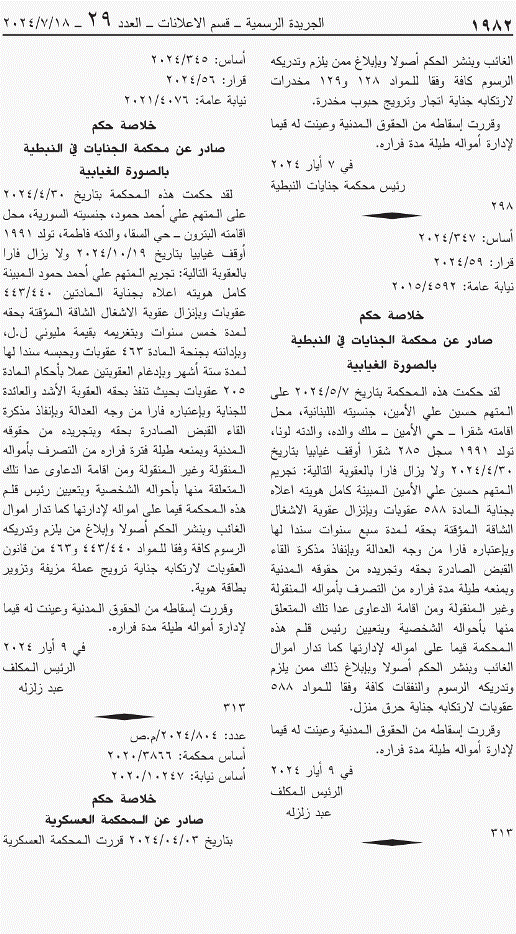 ١٩٨٢
الجريدة الرسمية – قسم الاعلانات – العدد ٢٩ – ٢٠٢٤/٧/١٨
الغائب وبنشر الحكم أصولا وبإبلاغ ممن يلزم وتدريكه
الرسوم كافة وفقا للمواد ١٢٨ و١٢٩ مخدرات
لارتكابه جناية اتجار وترويج حبوب مخدرة.
وقررت إسقاطه من الحقوق المدنية وعينت له قيما
لإدارة أمواله طيلة مدة فراره.
في ٧ أيار ٢٠٢٤
رئيس محكمة جنايات النبطية
٢٩٨
أساس: ٢٠٢٤/٣٤٧
قرار: ٢٠٢٤/٥٩
نيابة عامة: ٢٠١٥/٤٥٩٢
خلاصة حكم
صادر عن محكمة الجنايات في النبطية
بالصورة الغيابية
لقد حكمت هذه المحكمة بتاريخ ٢٠٢٤/٥/٧ على
المتهم حسين علي الأمين، جنسيته اللبنانية، محل
اقامته شقرا – حي الأمين – ملك والده، والدته لونا،
تولد ١٩٩١ سجل ٢٨٥ شقرا أوقف غيابيا بتاريخ
٢٠٢٤/٤/٣٠ ولا يزال فارا بالعقوبة التالية: تجريم
المتهم حسين علي الأمين المبينة كامل هويته اعلاه
بجناية المادة ٥٨٨ عقوبات وبإنزال عقوبة الاشغال
الشاقة المؤقتة بحقه لمدة سبع سنوات سندا لها
وبإعتباره فارا من وجه العدالة وبإنفاذ مذكرة القاء
القبض الصادرة بحقه وتجريده من حقوقه المدنية
وبمنعه طيلة مدة فراره من التصرف بأمواله المنقولة
وغير المنقولة ومن اقامة الدعاوى عدا تلك المتعلق
منها بأحواله الشخصية وبتعيين رئيس قلم هذه
المحكمة قيما على امواله لإدارتها كما تدار اموال
الغائب وبنشر الحكم أصولا وبإبلاغ ذلك ممن يلزم
وتدريكه الرسوم والنفقات كافة وفقا للمواد ٥٨٨
عقوبات لارتكابه جناية حرق منزل.
وقررت إسقاطه من الحقوق المدنية وعينت له قيما
لإدارة أمواله طيلة مدة فراره.
في ٩ أيار ٢٠٢٤
الرئيس المكلف
عبد زلزله
٣١٣
أساس: ٢٠٢٤/٣٤٥
قرار: ٢٠٢٤/٥٦
نيابة عامة: ٢٠٢١/٤٠٧٦
خلاصة حكم
صادر عن محكمة الجنايات في النبطية
بالصورة الغيابية
لقد حكمت هذه المحكمة بتاريخ ٢٠٢٤/٤/٣٠
على المتهم علي أحمد حمود، جنسيته السورية، محل
اقامته البترون – حي السقا، والدته فاطمة، تولد ١٩٩١
أوقف غيابيا بتاريخ ٢٠٢٤/١٠/١٩ ولا يزال فارا
بالعقوبة التالية: تجريم المتهم علي أحمد حمود المبينة
كامل هويته اعلاه بجناية المادتين ٤٤٣/٤٤٠
عقوبات وبإنزال عقوبة الاشغال الشاقة المؤقتة بحقه
لمدة خمس سنوات وبتغريمه بقيمة مليوني ل.ل،
وبإدانته بجنحة المادة ٤٦٣ عقوبات وبحبسه سندا لها
لمدة ستة أشهر وبإدغام العقوبتين عملا بأحكام المادة
٢٠٥ عقوبات بحيث تنفذ بحقه العقوبة الأشد والعائدة
للجناية وبإعتباره فارا من وجه العدالة وبإنفاذ مذكرة
القاء القبض الصادرة بحقه وبتجريده من حقوقه
المدنية وبمنعه طيلة فترة فراره من التصرف بأمواله
المنقولة وغير المنقولة ومن اقامة الدعاوى عدا تلك
المتعلقة منها بأحواله الشخصية وبتعيين رئيس قلم
هذه المحكمة قيما على امواله لإدارتها كما تدار اموال
الغائب وبنشر الحكم أصولا وإبلاغ من يلزم وتدريكه
الرسوم كافة وفقا للمواد ٤٤٣/٤٤٠ و٤٦٣ من قانون
العقوبات لارتكابه جناية ترويج عملة مزيفة وتزوير
بطاقة هوية.
وقررت إسقاطه من الحقوق المدنية وعينت له قيما
لإدارة أمواله طيلة مدة فراره.
في ٩ أيار ٢٠٢٤
الرئيس المكلف
عبد زلزله
٣١٣
عدد: ٢٠٢٤/٨٠٤/م.ص
أساس محكمة: ٢٠٢٠/٣٨٦٦
أساس نيابة: ٢٠٢٠/١٠٢٤٧
خلاصة حكم
صادر عن المحكمة العسكرية
بتاريخ ٢٠٢٤/٠٤/٠٣ قررت المحكمة العسكرية